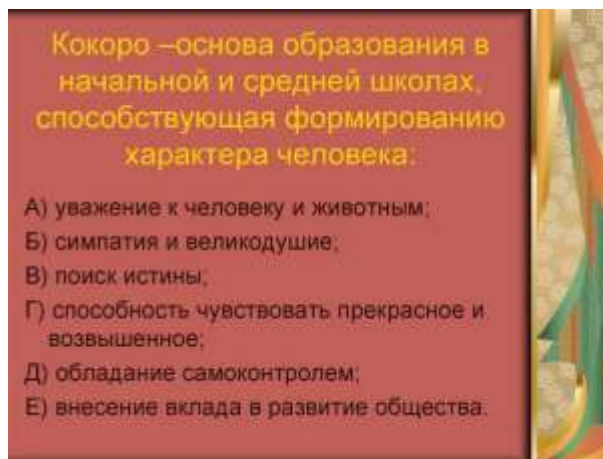 Кокоро –основа образования в
начальной и средней школах,
способствующая формированию
характера человека:
А) уважение к человеку и животным;
Б) симпатия и великодушие;
В) поиск истины;
Г) способность чувствовать прекрасное и
возвышенное;
Д) обладание самоконтролем;
Е) внесение вклада в развитие общества.